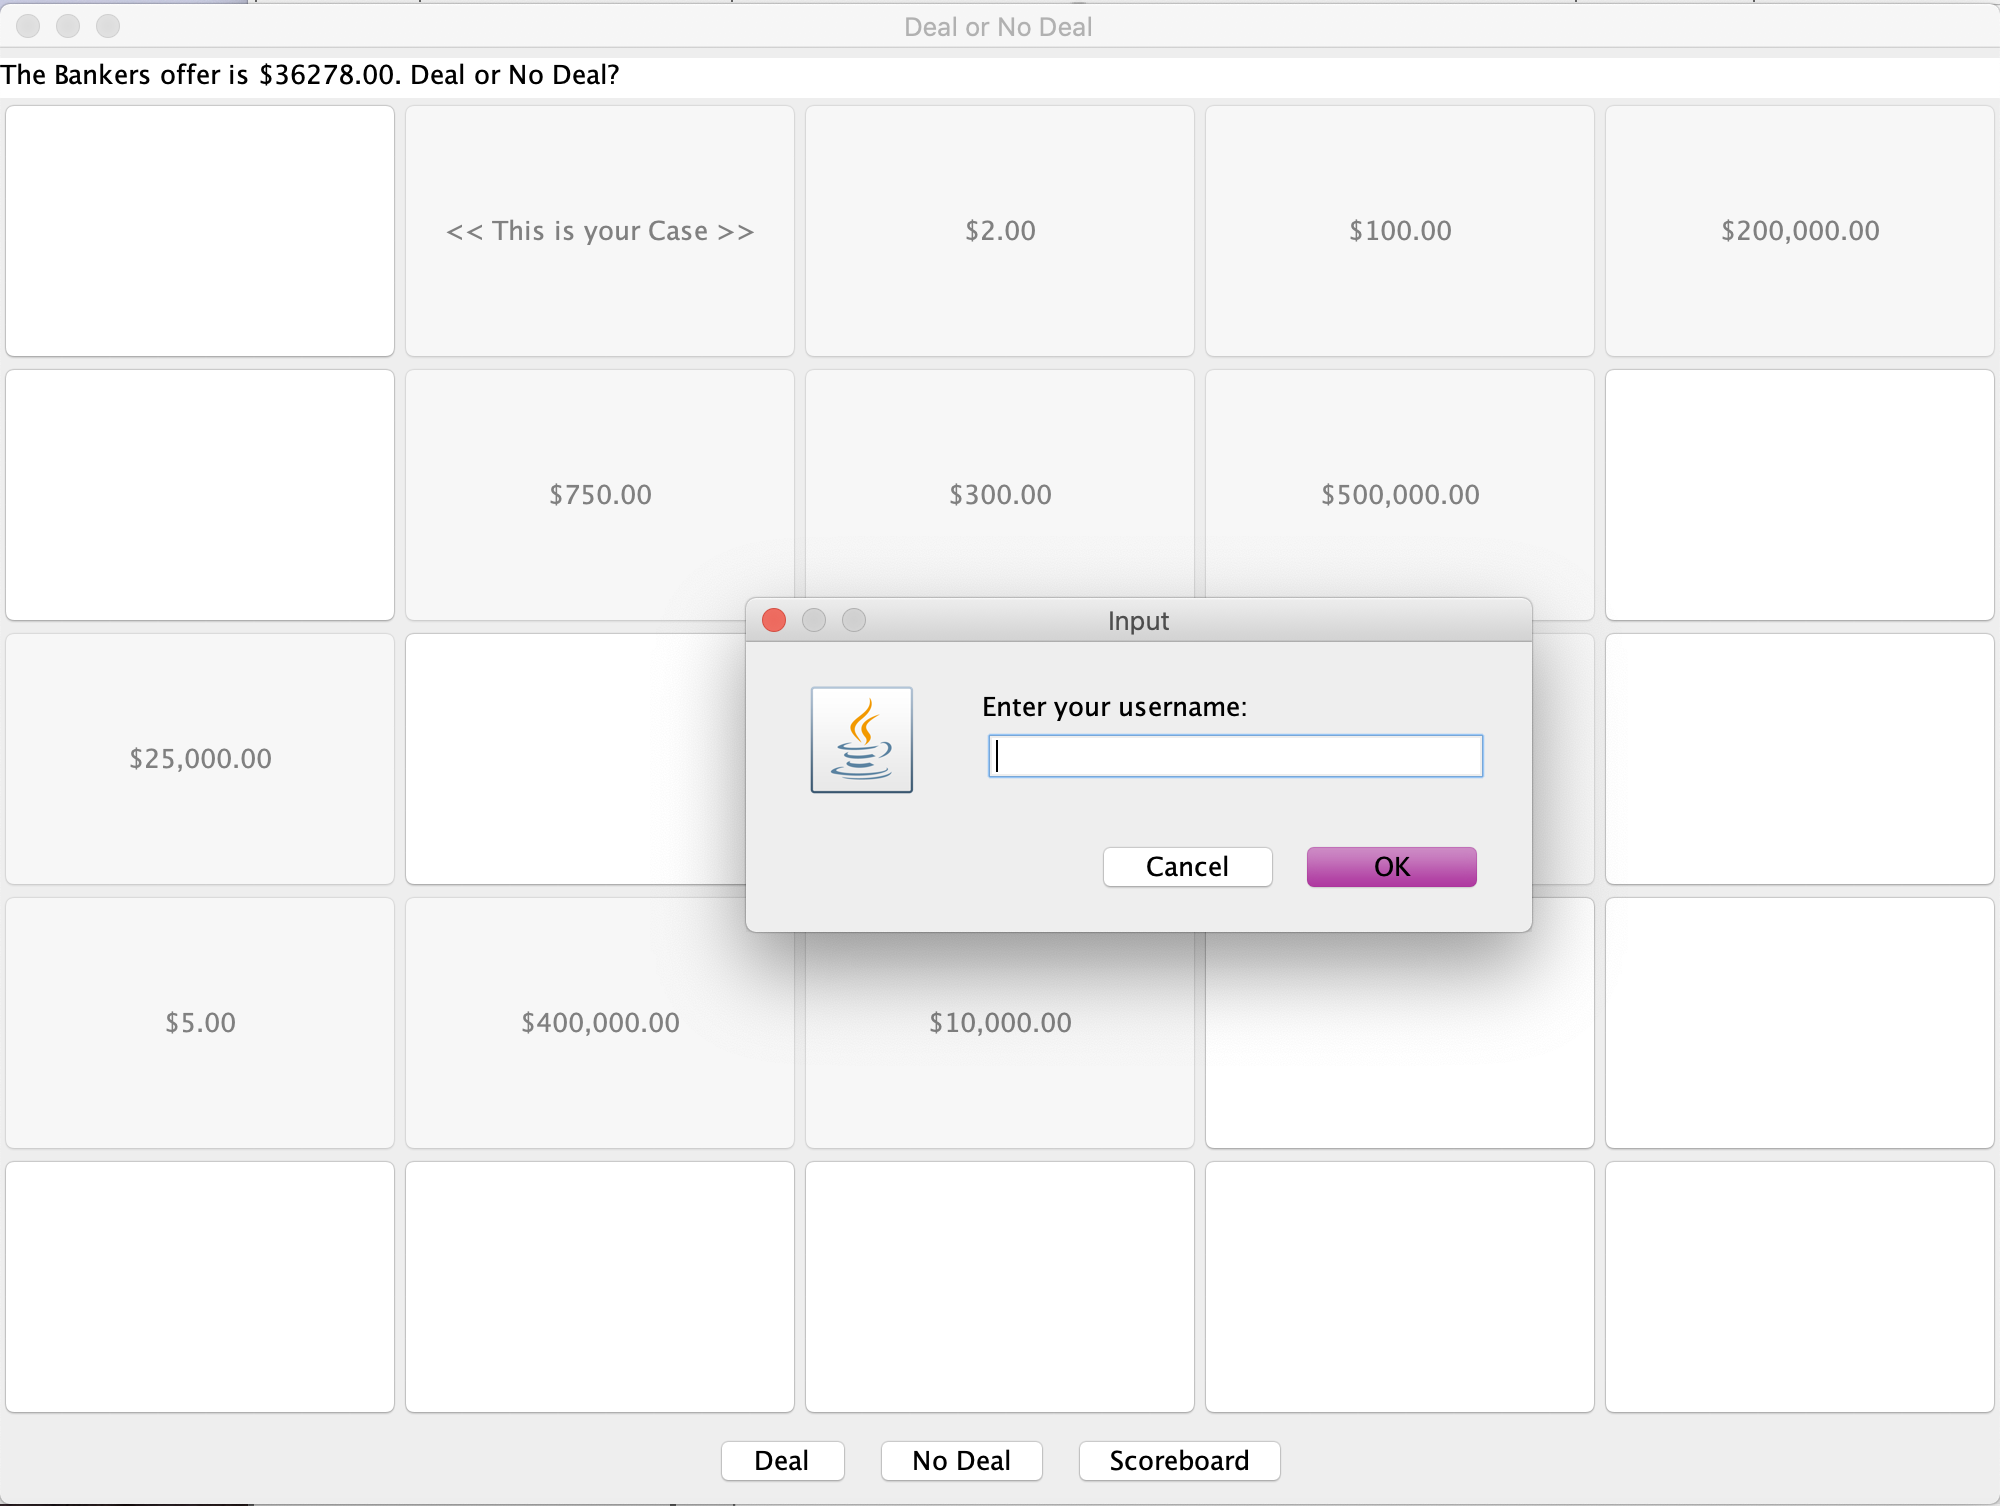 Deal or No Deal
The Bankers offer is $36278.00. Deal or No Deal?
<< This is your Case >>
$2.00
$100.00
$200,000.00
$750.00
$300.00
$500,000.00
Input
Enter your username:
Cancel
OK
$25,000.00
$5.00
$400,000.00
$10,000.00
Deal
No Deal
Scoreboard